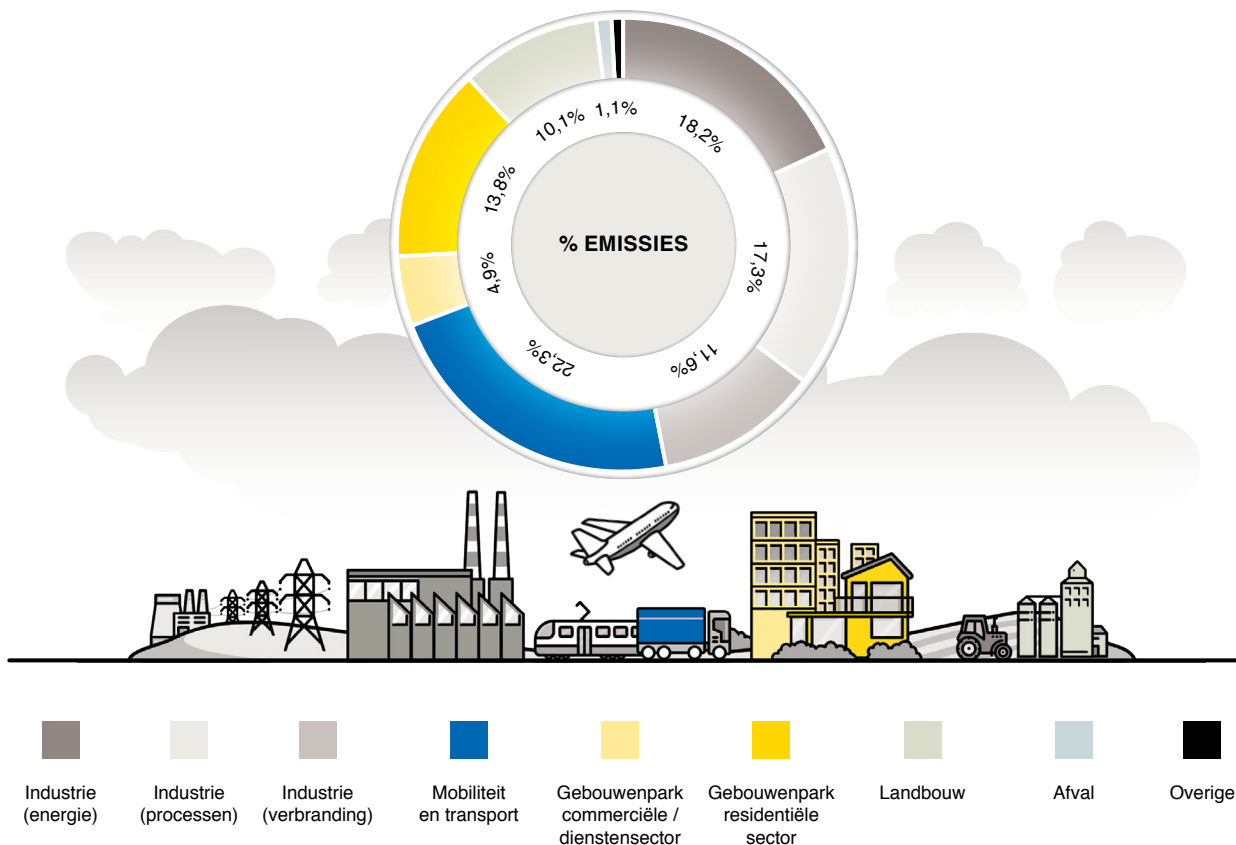 10,1%
1,1%
18,2%
13,8%
% EMISSIES
17,3%
4,9%
22,3%
11,6%
Industrie
(energie)
Industrie
(processen)
Industrie
(verbranding)
Mobiliteit
en transport
Gebouwenpark
commerciële /
dienstensector
Gebouwenpark
residentiële
sector
Landbouw
Afval
Overige